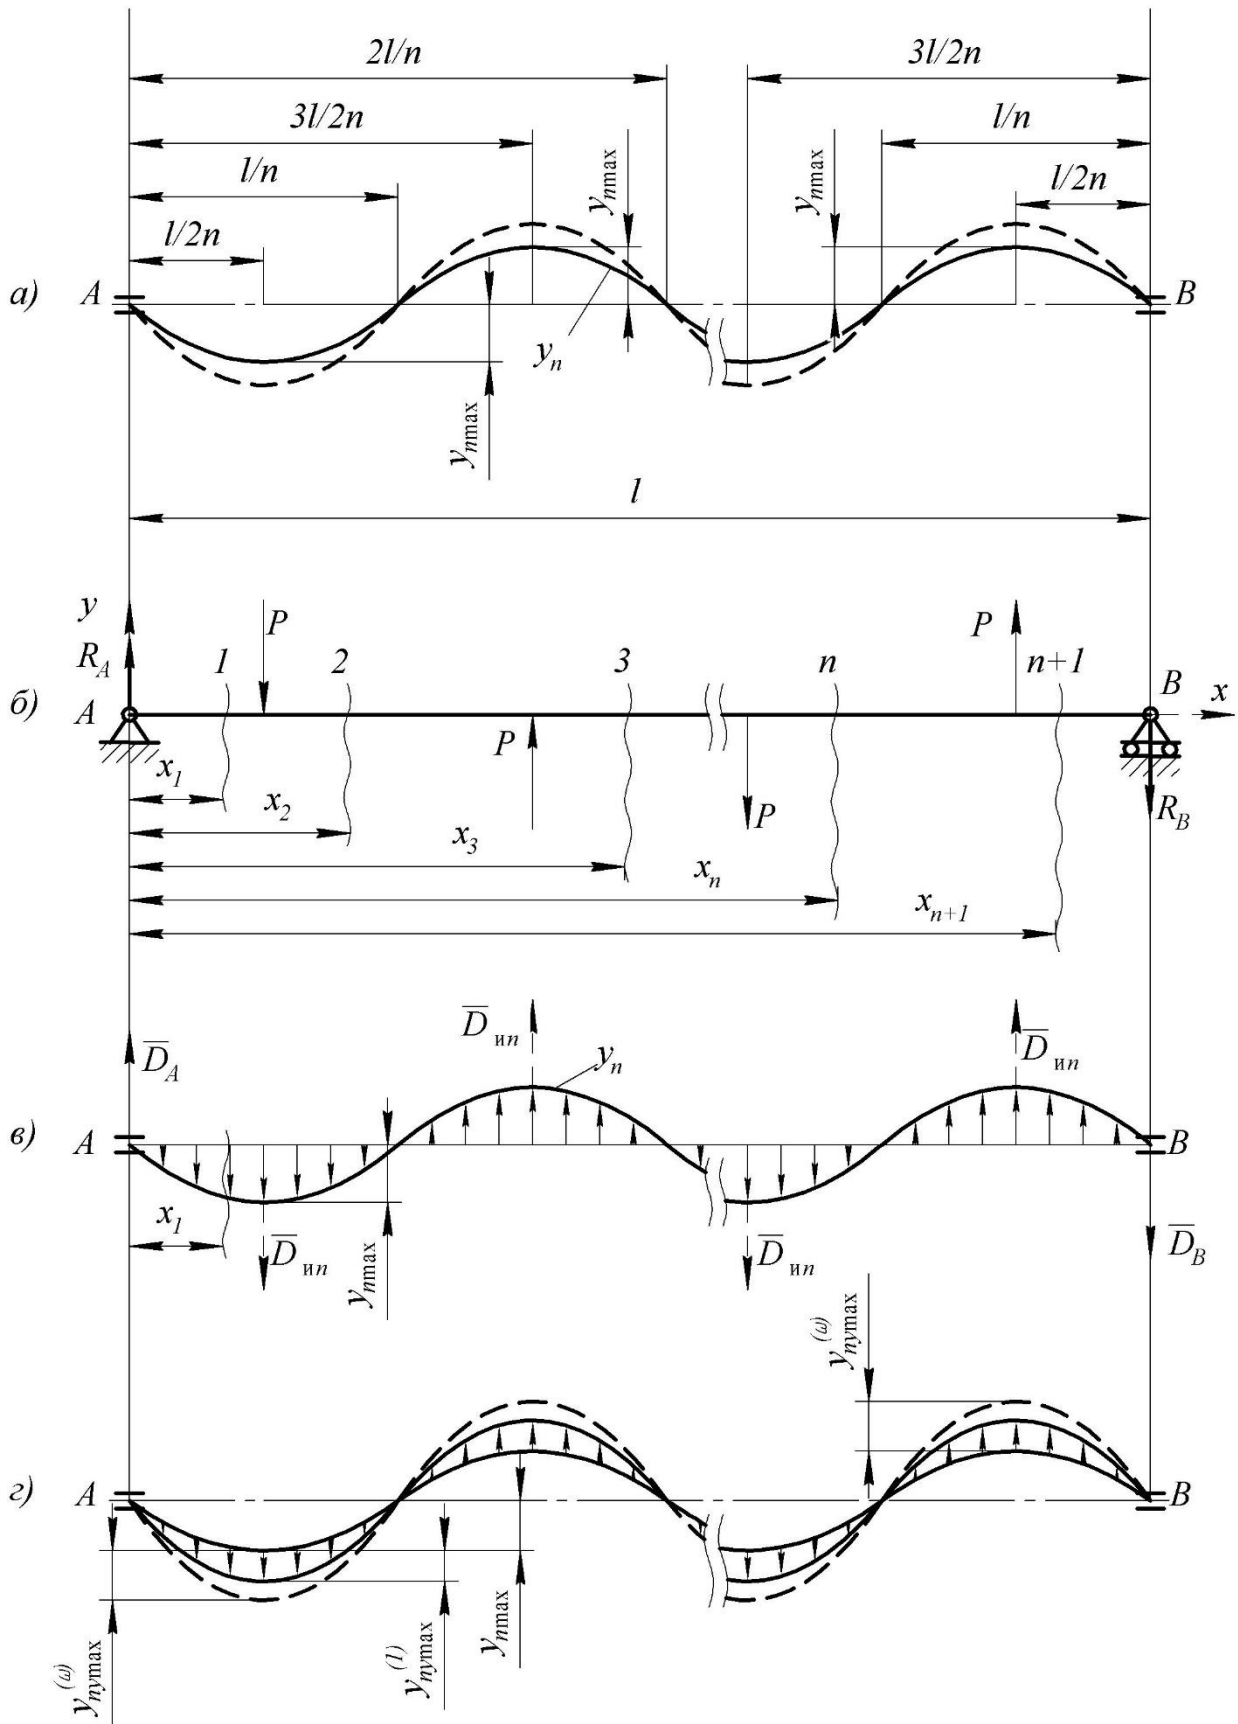 2l/n
3l/2n
3l/2n
l/n
l/n
l/2n
l/2n
y_nmax
y_nmax
а)
A
B
y_n
y_nmax
l
y
P
P
R_A
1
2
3
n
n+1
б)
A
B
x
P
P
R_B
x_1
x_2
x_3
x_n
x_{n+1}
D̅_иn
D̅_иn
D̅_A
y_n
в)
A
B
x_1
D̅_иn
y_nmax
D̅_иn
D̅_B
y_nymax^(ω)
г)
A
B
y_nymax^(ω)
y_nymax^(1)
y_nmax